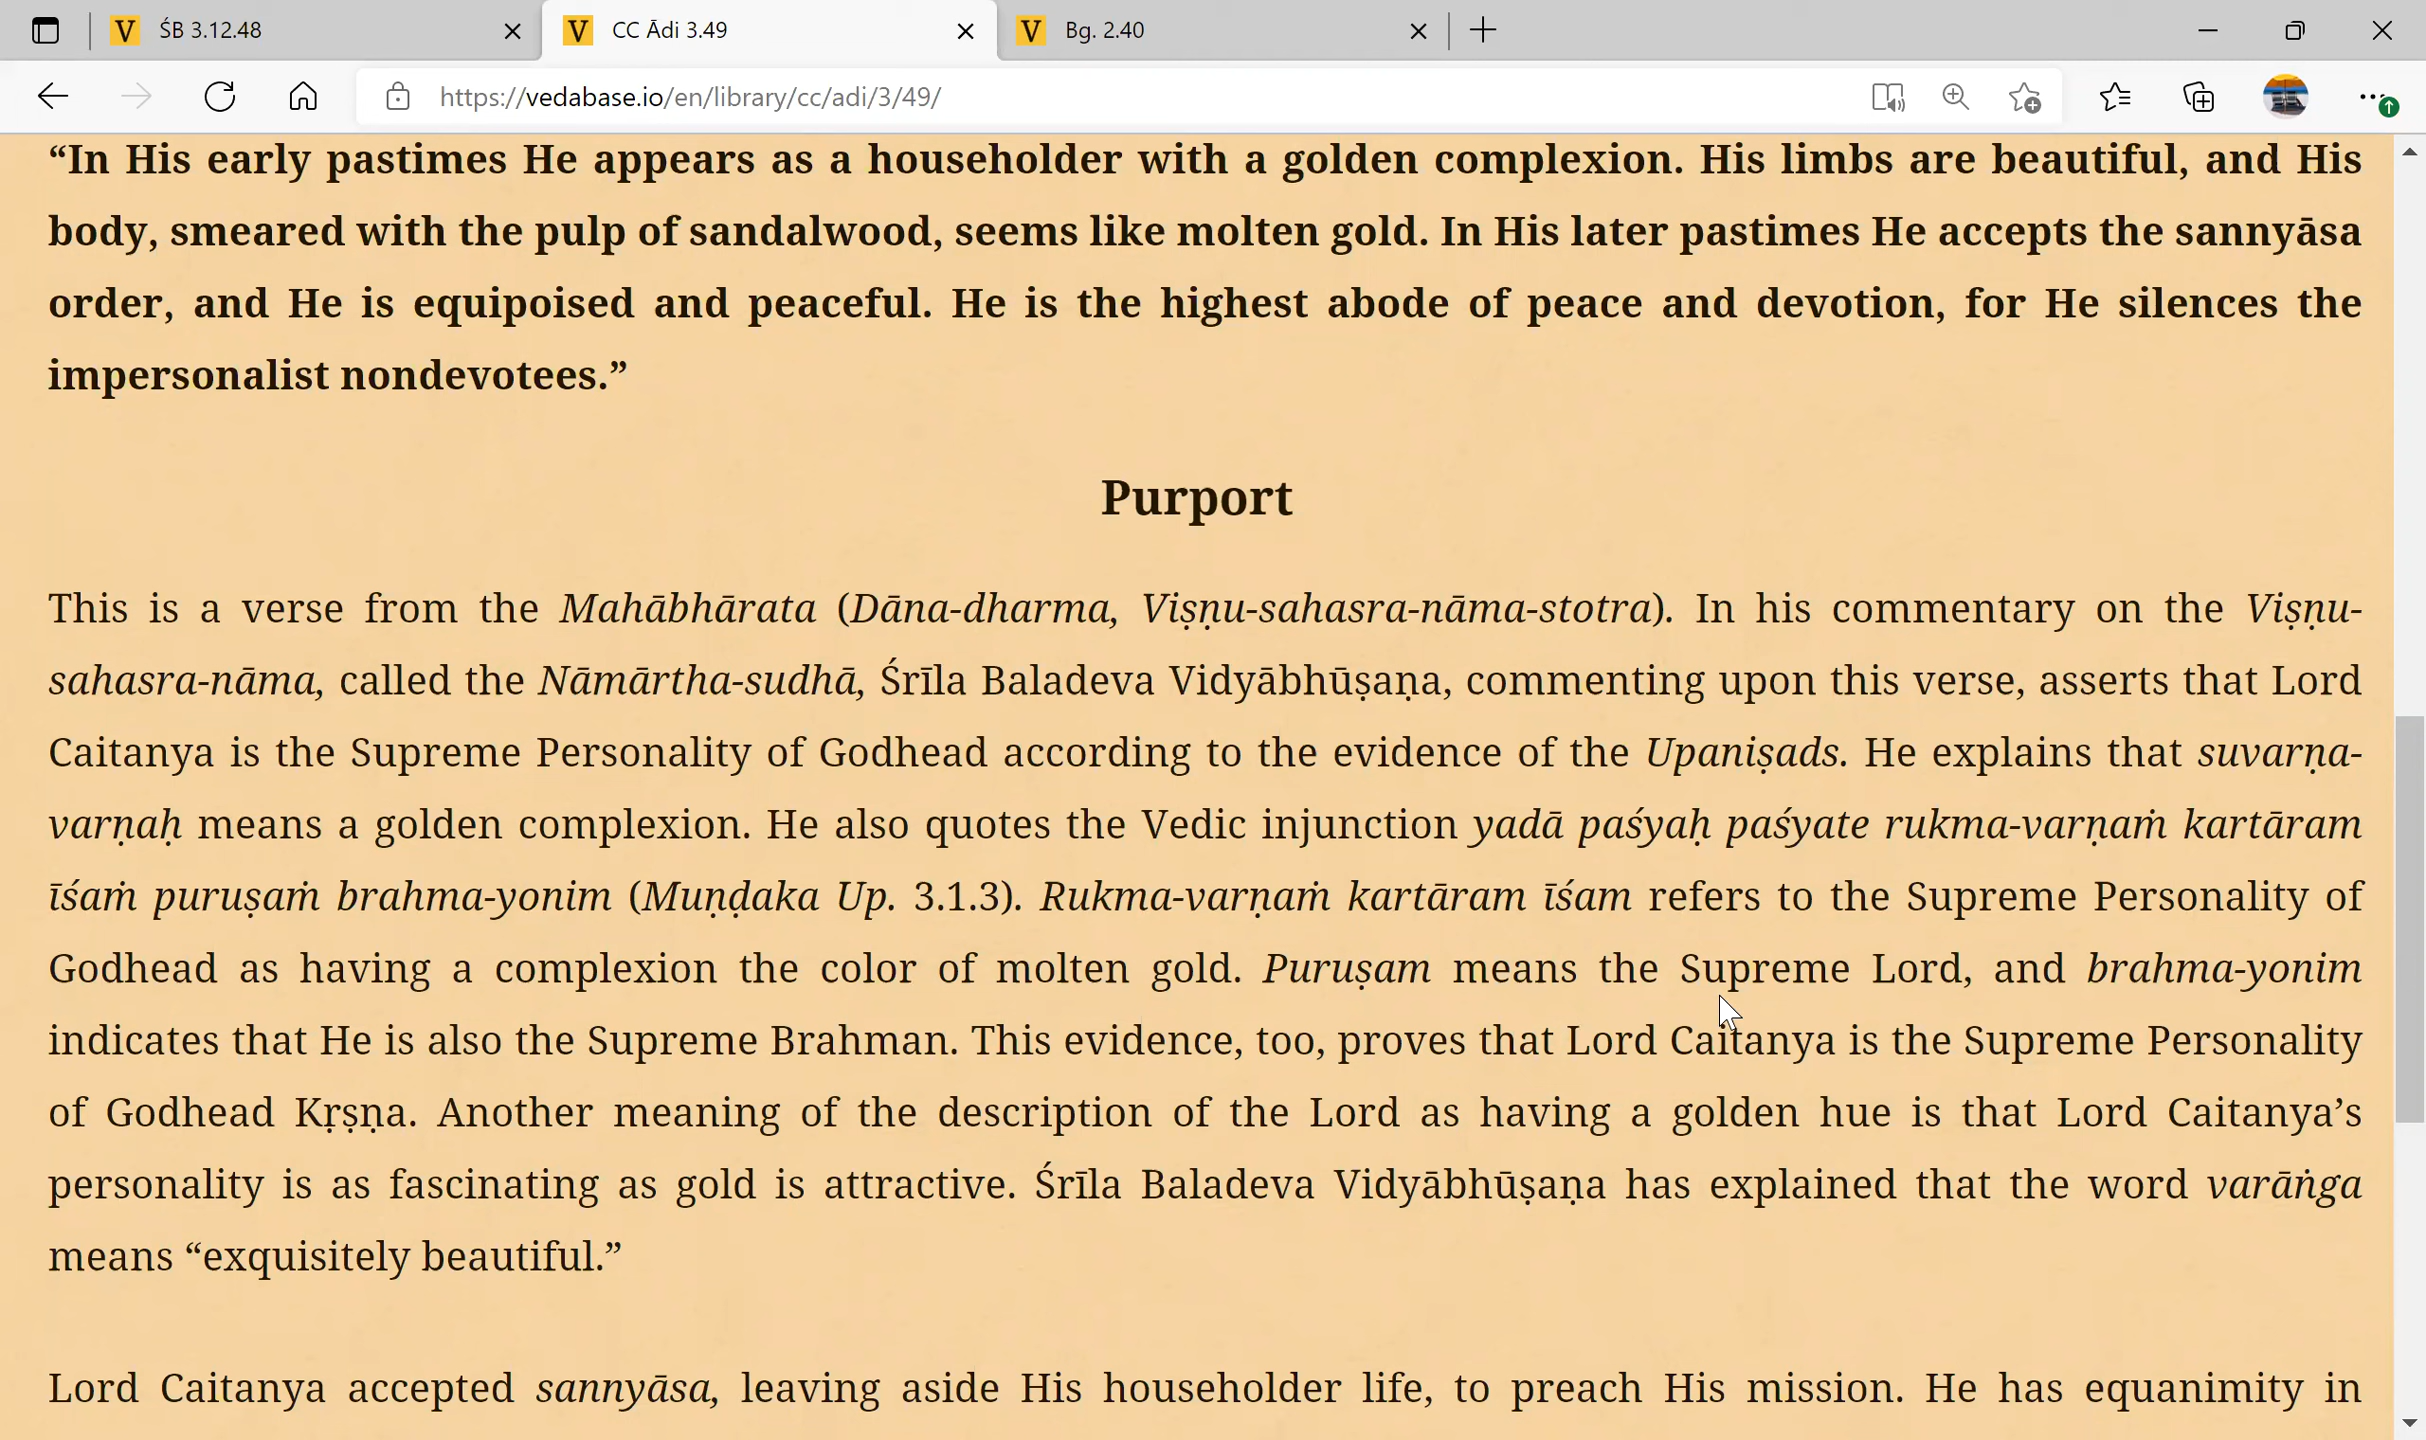 ŚB 3.12.48
CC Ādi 3.49
Bg. 2.40
https://vedabase.io/en/library/cc/adi/3/49/
“In His early pastimes He appears as a householder with a golden complexion. His limbs are beautiful, and His
body, smeared with the pulp of sandalwood, seems like molten gold. In His later pastimes He accepts the sannyāsa
order, and He is equipoised and peaceful. He is the highest abode of peace and devotion, for He silences the
impersonalist nondevotees.”
Purport
This is a verse from the Mahābhārata (Dāna-dharma, Viṣṇu-sahasra-nāma-stotra). In his commentary on the Viṣṇu-
sahasra-nāma, called the Nāmārtha-sudhā, Śrīla Baladeva Vidyābhūṣaṇa, commenting upon this verse, asserts that Lord
Caitanya is the Supreme Personality of Godhead according to the evidence of the Upaniṣads. He explains that suvarṇa-
varṇaḥ means a golden complexion. He also quotes the Vedic injunction yadā paśyaḥ paśyate rukma-varṇaṁ kartāram
īśaṁ puruṣaṁ brahma-yonim (Muṇḍaka Up. 3.1.3). Rukma-varṇaṁ kartāram īśam refers to the Supreme Personality of
Godhead as having a complexion the color of molten gold. Puruṣam means the Supreme Lord, and brahma-yonim
indicates that He is also the Supreme Brahman. This evidence, too, proves that Lord Caitanya is the Supreme Personality
of Godhead Kṛṣṇa. Another meaning of the description of the Lord as having a golden hue is that Lord Caitanya’s
personality is as fascinating as gold is attractive. Śrīla Baladeva Vidyābhūṣaṇa has explained that the word varāṅga
means “exquisitely beautiful.”
Lord Caitanya accepted sannyāsa, leaving aside His householder life, to preach His mission. He has equanimity in